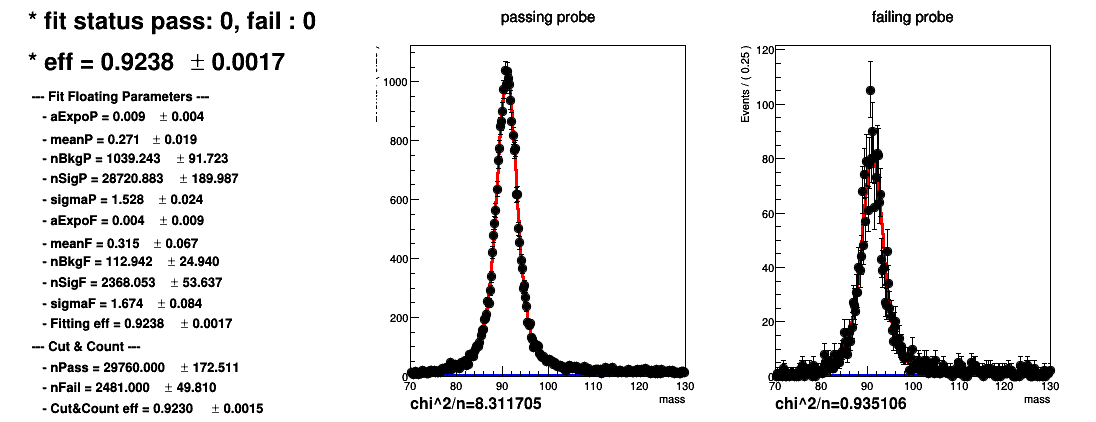 * fit status pass: 0, fail : 0
* eff = 0.9238 ± 0.0017
--- Fit Floating Parameters ---
- aExpoP = 0.009 ± 0.004
- meanP = 0.271 ± 0.019
- nBkgP = 1039.243 ± 91.723
- nSigP = 28720.883 ± 189.987
- sigmaP = 1.528 ± 0.024
- aExpoF = 0.004 ± 0.009
- meanF = 0.315 ± 0.067
- nBkgF = 112.942 ± 24.940
- nSigF = 2368.053 ± 53.637
- sigmaF = 1.674 ± 0.084
- Fitting eff = 0.9238 ± 0.0017
--- Cut & Count ---
- nPass = 29760.000 ± 172.511
- nFail = 2481.000 ± 49.810
- Cut&Count eff = 0.9230 ± 0.0015
passing probe
1000
800
600
400
200
0
70 80 90 100 110 120 130
mass
chi^2/n=8.311705
failing probe
Events / ( 0.25 )
120
100
80
60
40
20
0
70 80 90 100 110 120 130
mass
chi^2/n=0.935106